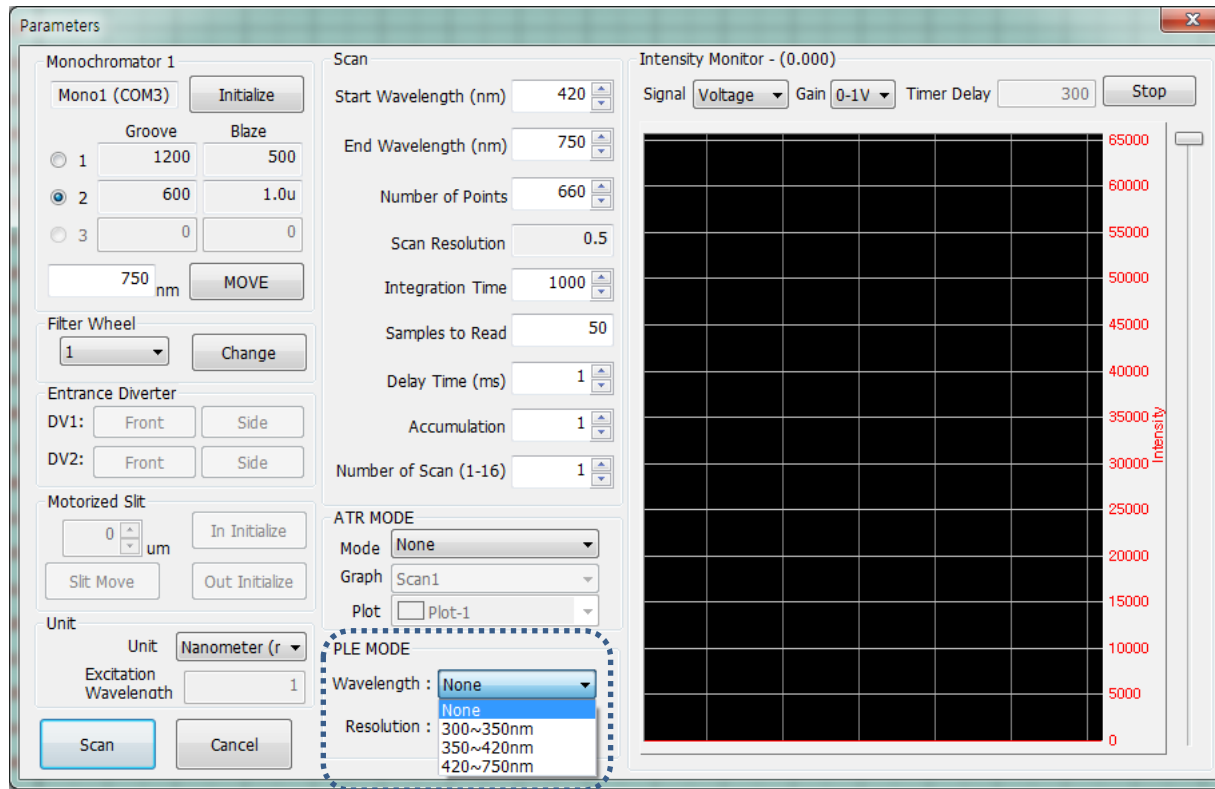 Parameters
x
Monochromator 1
Mono1 (COM3) Initialize
Groove Blaze
1 1200 500
2 600 1.0u
3 0 0
750 nm MOVE
Filter Wheel
1 Change
Entrance Diverter
DV1: Front Side
DV2: Front Side
Motorized Slit
0 um In Initialize
Slit Move Out Initialize
Unit
Unit Nanometer (r
Excitation
Wavelength 1
Scan Cancel
Scan
Start Wavelength (nm) 420
End Wavelength (nm) 750
Number of Points 660
Scan Resolution 0.5
Integration Time 1000
Samples to Read 50
Delay Time (ms) 1
Accumulation 1
Number of Scan (1-16) 1
ATR MODE
Mode None
Graph Scan1
Plot Plot-1
PLE MODE
Wavelength : None
Resolution :
None
300~350nm
350~420nm
420~750nm
Intensity Monitor - (0.000)
Signal Voltage Gain 0-1V Timer Delay 300 Stop
65000
60000
55000
50000
45000
40000
35000
30000
25000
20000
15000
10000
5000
0
Intensity